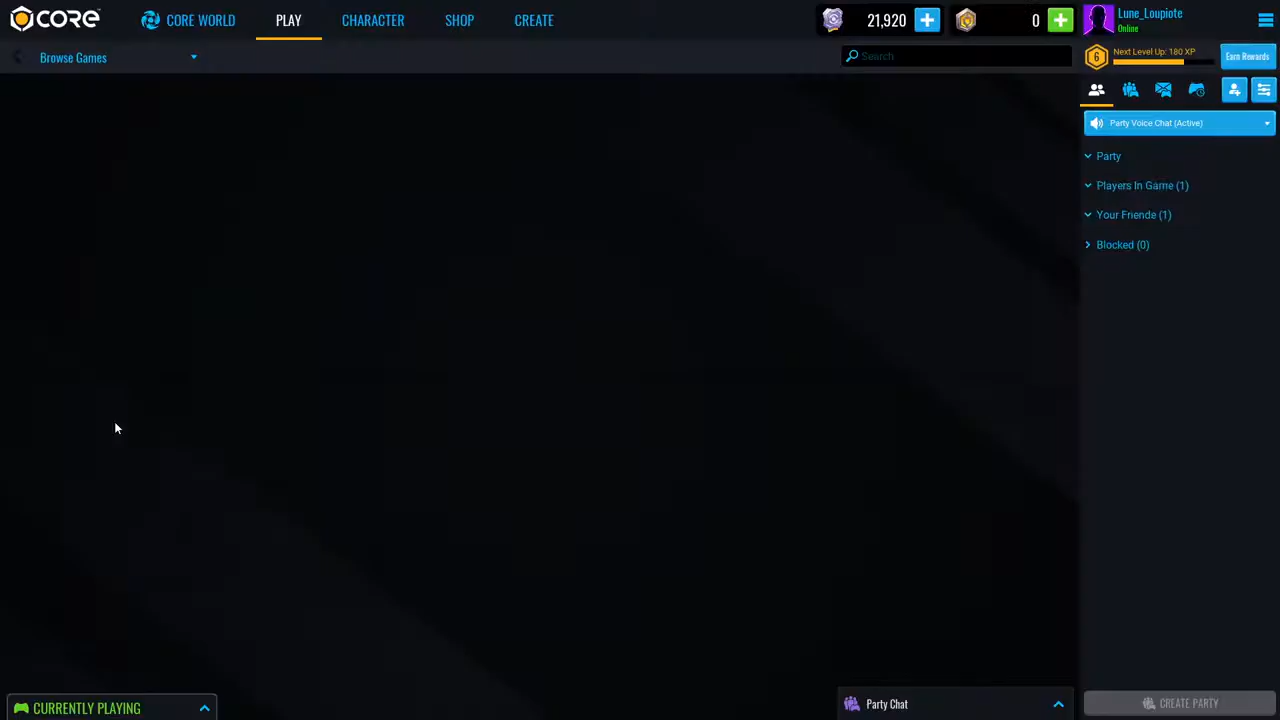 CORE
CORE WORLD
PLAY
CHARACTER
SHOP
CREATE
21,920
0
Lune_Loupiote
Online
Browse Games
Search
6
Next Level Up: 180 XP
Earn Rewards
Party Voice Chat (Active)
Party
Players In Game (1)
Your Friende (1)
Blocked (0)
CURRENTLY PLAYING
Party Chat
CREATE PARTY